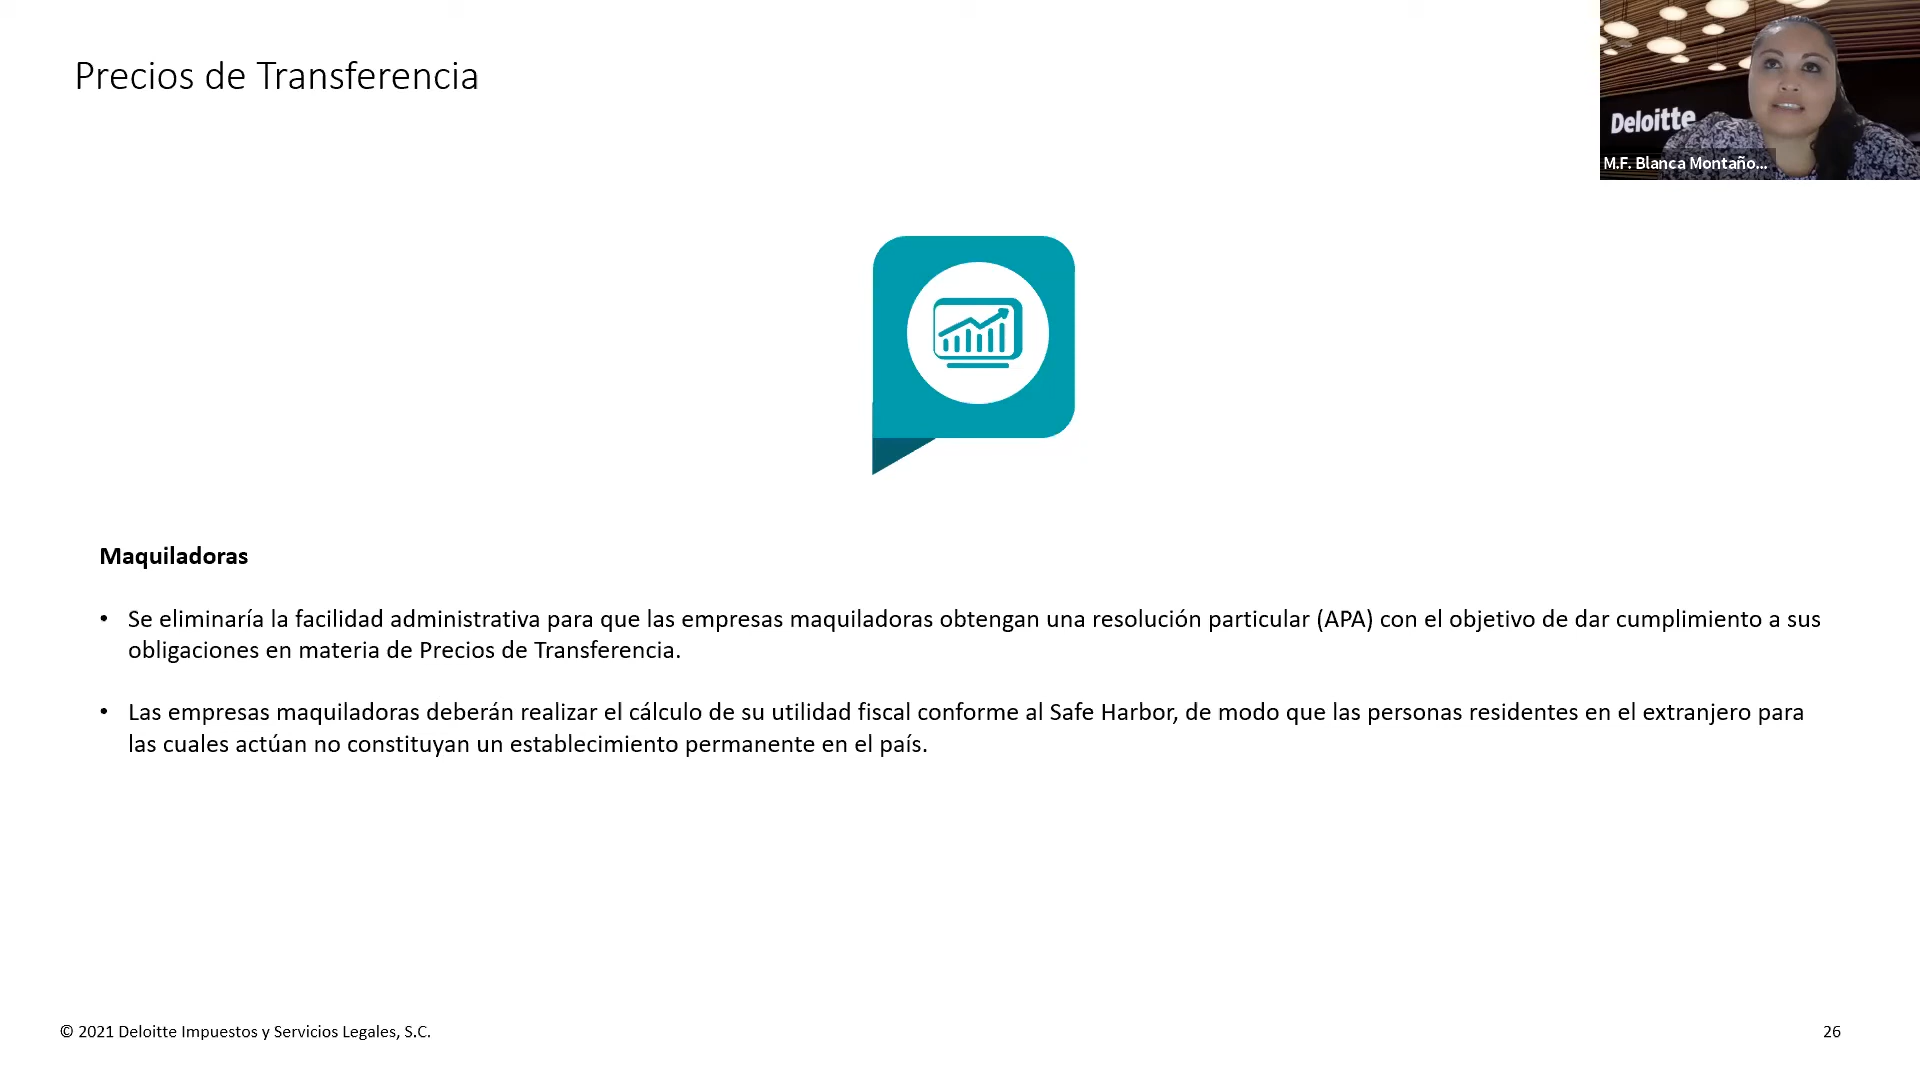 Precios de Transferencia
Deloitte
M.F. Blanca Montaño...
Maquiladoras
• Se eliminaría la facilidad administrativa para que las empresas maquiladoras obtengan una resolución particular (APA) con el objetivo de dar cumplimiento a sus
obligaciones en materia de Precios de Transferencia.
• Las empresas maquiladoras deberán realizar el cálculo de su utilidad fiscal conforme al Safe Harbor, de modo que las personas residentes en el extranjero para
las cuales actúan no constituyan un establecimiento permanente en el país.
© 2021 Deloitte Impuestos y Servicios Legales, S.C.
26